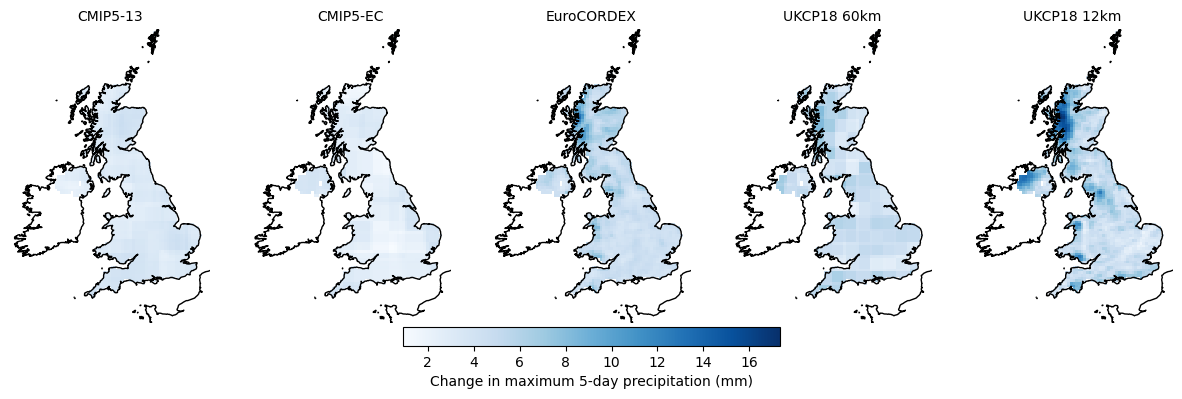 CMIP5-13 CMIP5-EC EuroCORDEX UKCP18 60km UKCP18 12km
2 4 6 8 10 12 14 16
Change in maximum 5-day precipitation (mm)